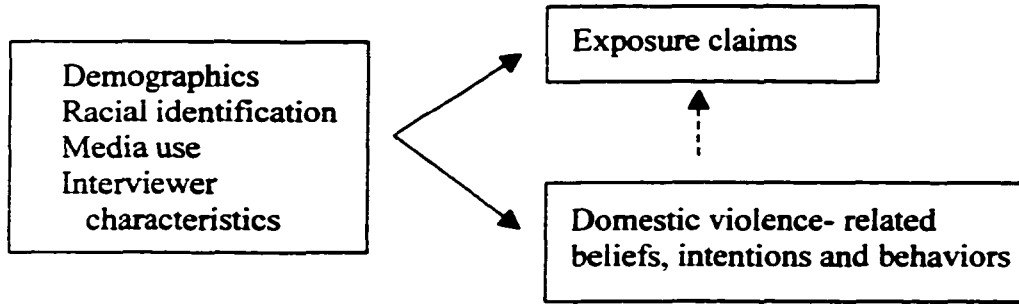 Demographics
Racial identification
Media use
Interviewer
characteristics
Exposure claims
Domestic violence- related
beliefs, intentions and behaviors